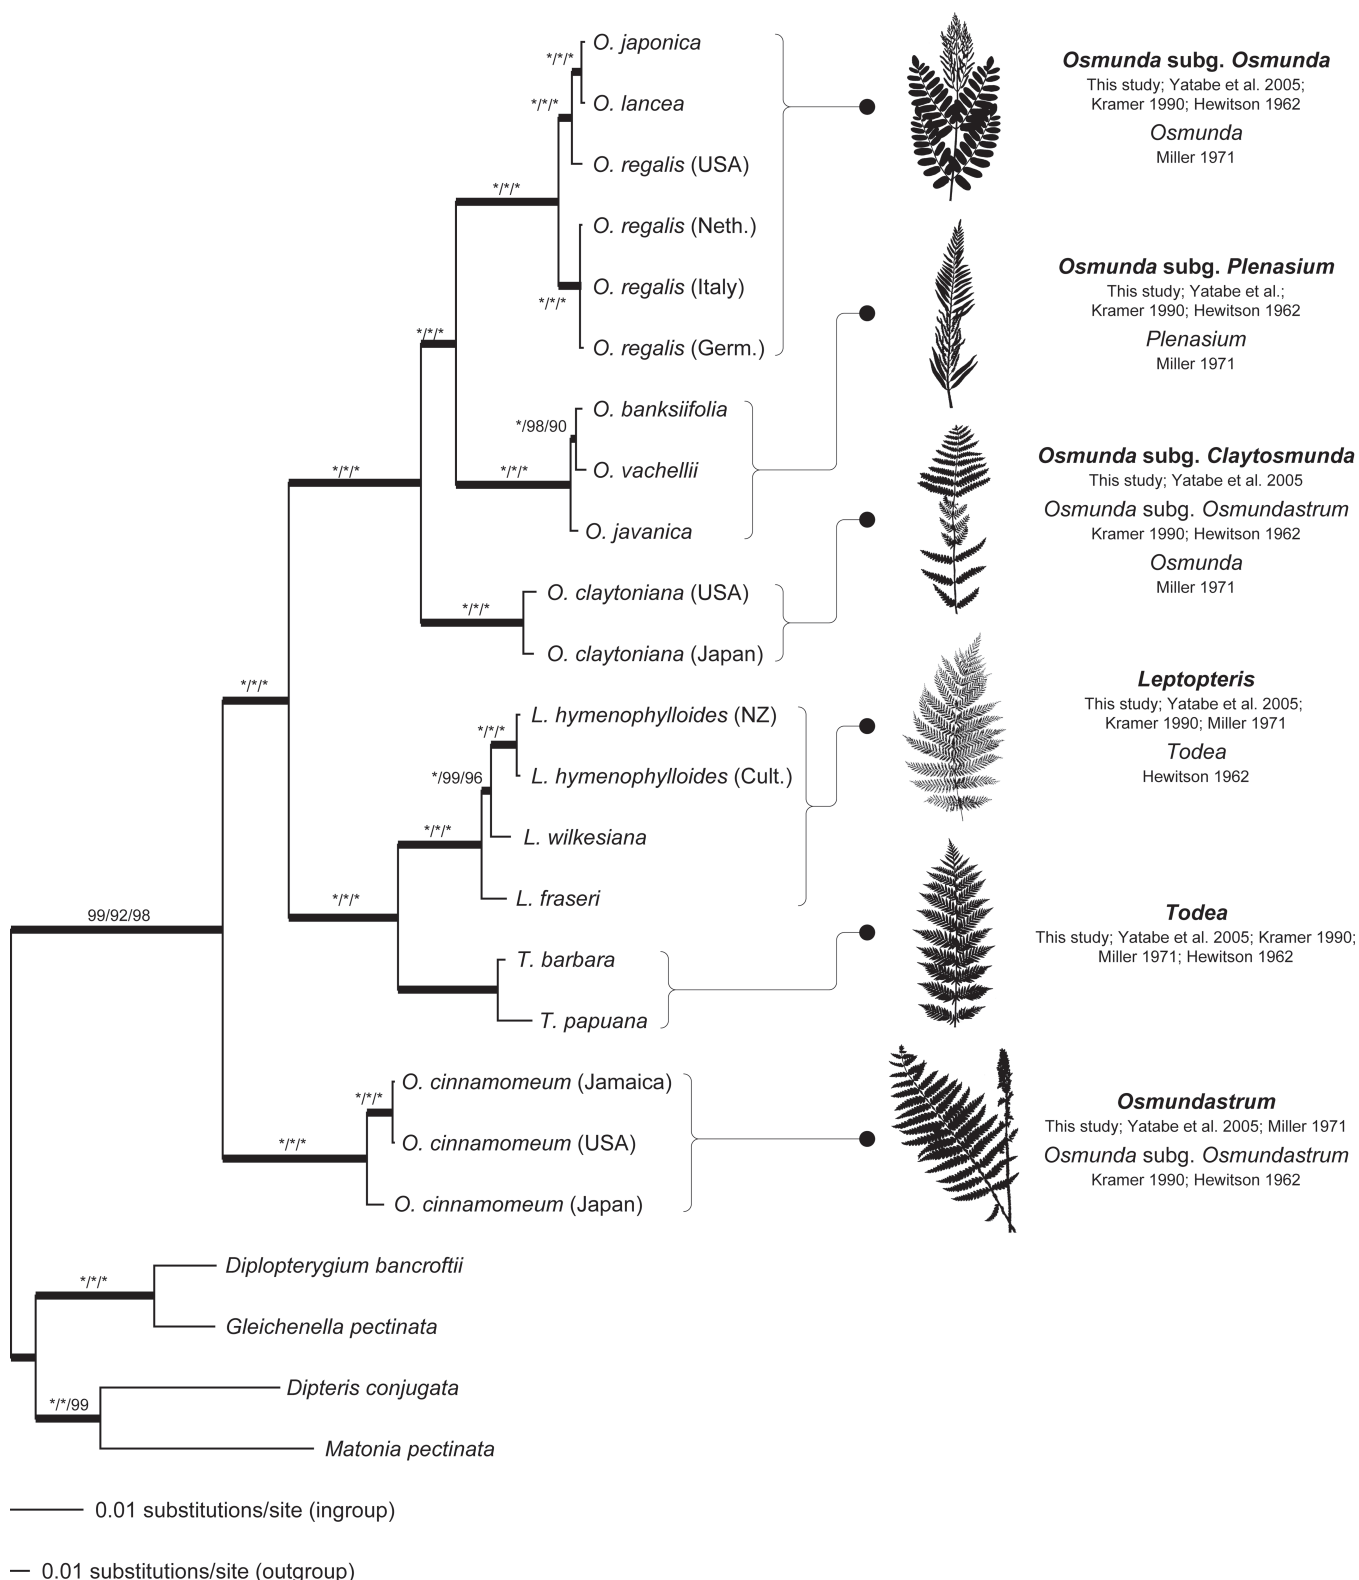 */*/*
O. japonica
*/*/*
O. lancea
O. regalis (USA)
*/*/*
O. regalis (Neth.)
O. regalis (Italy)
*/*/*
O. regalis (Germ.)
*/*/*
O. banksiifolia
*/98/90
O. vachellii
*/*/*
O. javanica
*/*/*
O. claytoniana (USA)
*/*/*
O. claytoniana (Japan)
*/*/*
L. hymenophylloides (NZ)
*/*/*
L. hymenophylloides (Cult.)
*/99/96
L. wilkesiana
*/*/*
L. fraseri
*/*/*
99/92/98
T. barbara
T. papuana
O. cinnamomeum (Jamaica)
*/*/*
O. cinnamomeum (USA)
*/*/*
O. cinnamomeum (Japan)
Diplopterygium bancroftii
*/*/*
Gleichenella pectinata
Dipteris conjugata
*/*/99
Matonia pectinata
0.01 substitutions/site (ingroup)
0.01 substitutions/site (outgroup)
Osmunda subg. Osmunda
This study; Yatabe et al. 2005;
Kramer 1990; Hewitson 1962
Osmunda
Miller 1971
Osmunda subg. Plenasium
This study; Yatabe et al.;
Kramer 1990; Hewitson 1962
Plenasium
Miller 1971
Osmunda subg. Claytosmunda
This study; Yatabe et al. 2005
Osmunda subg. Osmundastrum
Kramer 1990; Hewitson 1962
Osmunda
Miller 1971
Leptopteris
This study; Yatabe et al. 2005;
Kramer 1990; Miller 1971
Todea
Hewitson 1962
Todea
This study; Yatabe et al. 2005; Kramer 1990;
Miller 1971; Hewitson 1962
Osmundastrum
This study; Yatabe et al. 2005; Miller 1971
Osmunda subg. Osmundastrum
Kramer 1990; Hewitson 1962